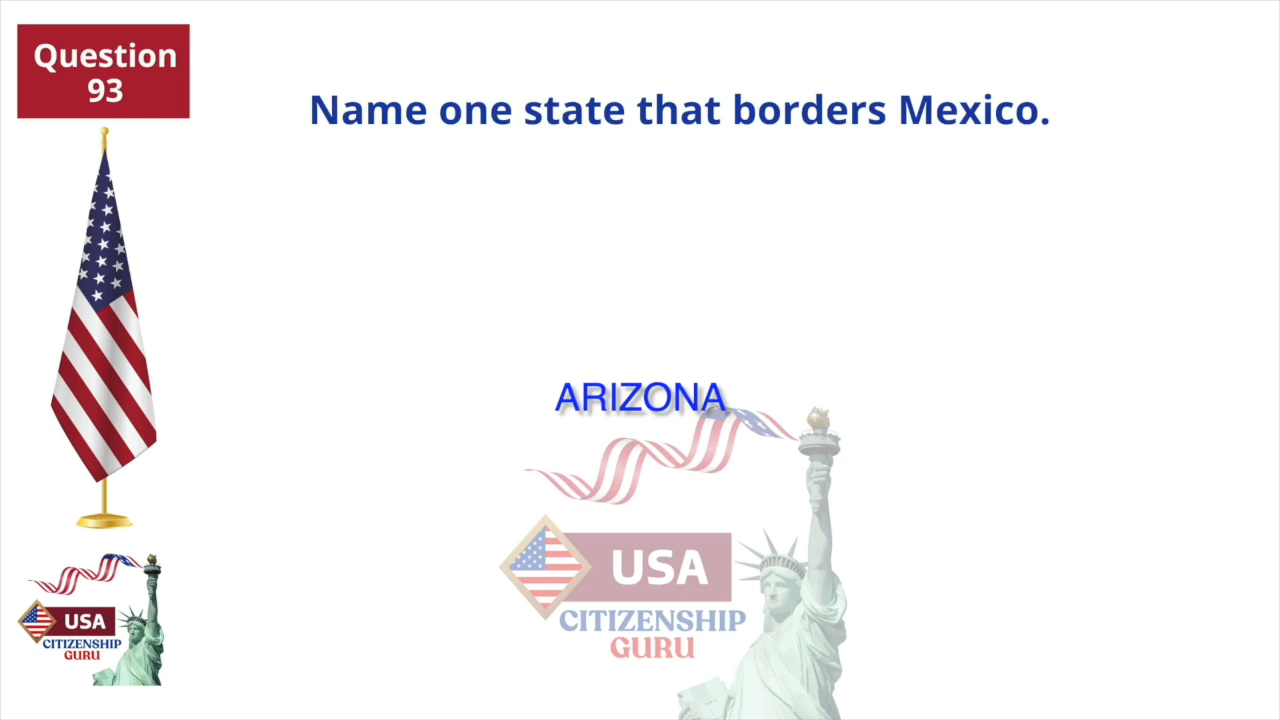 Question
93
Name one state that borders Mexico.
ARIZONA
USA
CITIZENSHIP
GURU
USA
CITIZENSHIP
GURU